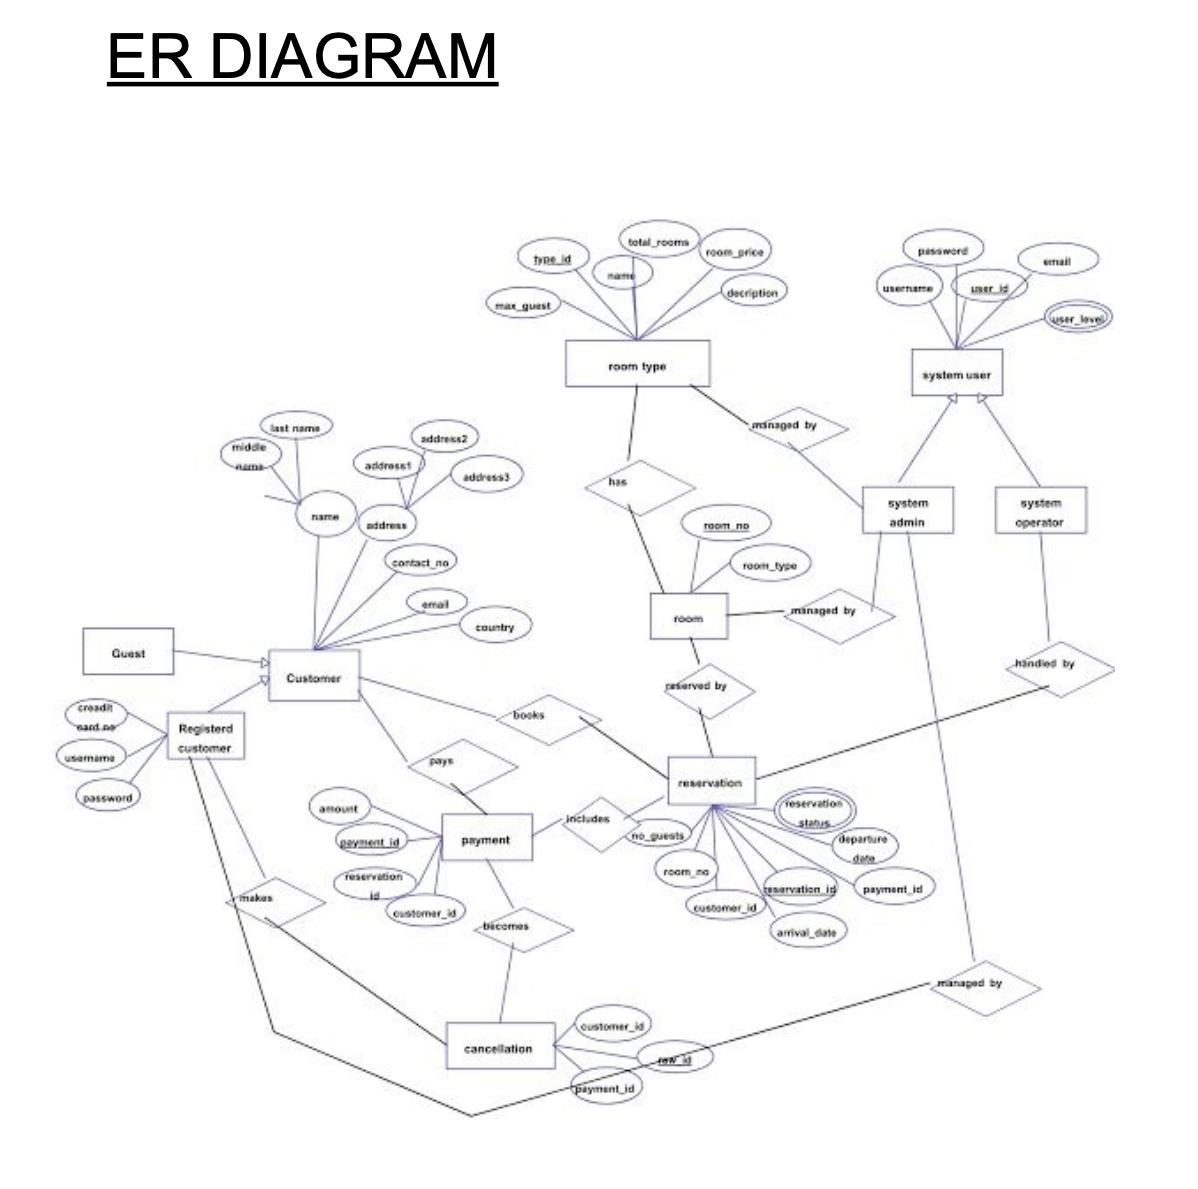 ER DIAGRAM
total_rooms
type_id
name
room_price
max_guest
decription
room type
password
email
username
user_id
user_level
system user
managed by
last name
middle
name
address2
address1
address3
name
address
has
system
admin
system
operator
room_no
contact_no
room_type
email
country
room
managed by
Guest
Customer
reserved by
handled by
creadit
card.no
Registerd
customer
username
password
books
pays
reservation
amount
payment_id
payment
includes
no_guests
reservation
status
departure
date
reservation
id
customer_id
room_no
customer_id
reservation_id
payment_id
arrival_date
makes
becomes
managed by
cancellation
customer_id
raw_id
payment_id